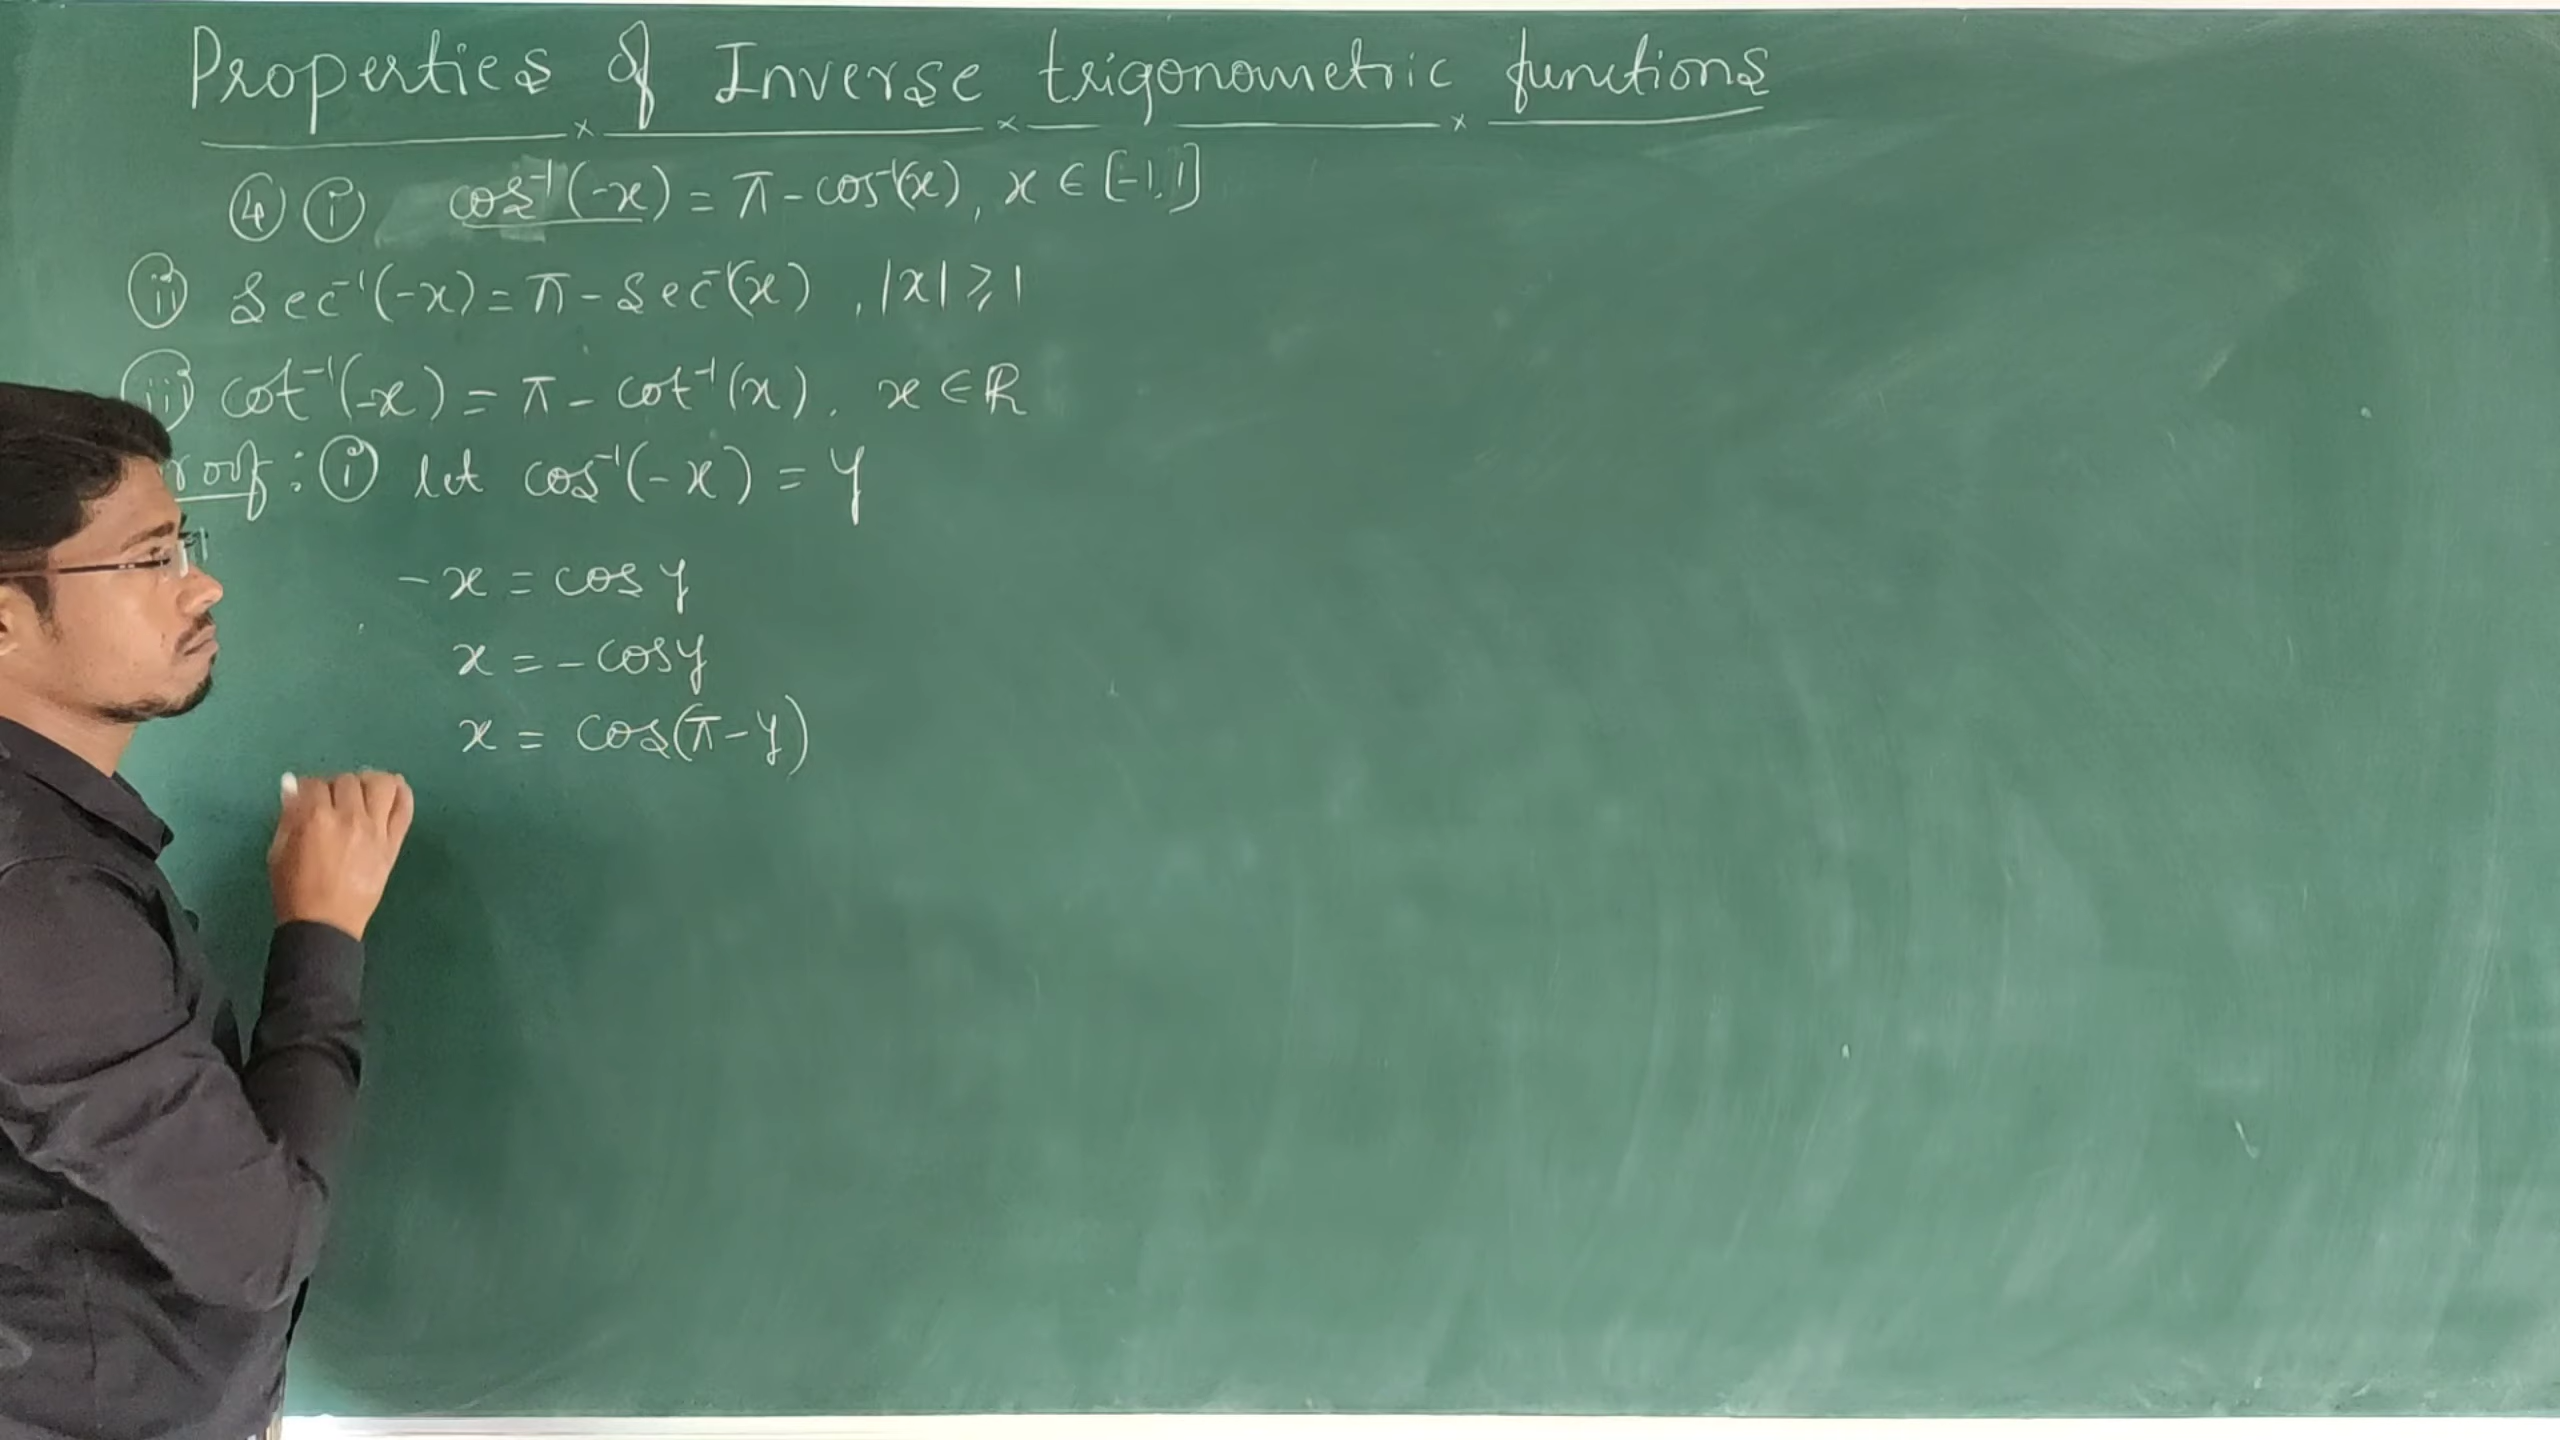 Properties of Inverse trigonometric functions
④ ⓘ cos⁻¹(-x) = π - cos⁻¹(x), x ∈ [-1,1]
ⓘⓘ Sec⁻¹(-x) = π - Sec⁻¹(x), |x| ≥ 1
iii) cot⁻¹(-x) = π - cot⁻¹(x). x ∈ R
roof : ⓘ let cos⁻¹(-x) = y
-x = cos y
x = - cos y
x = cos(π-y)